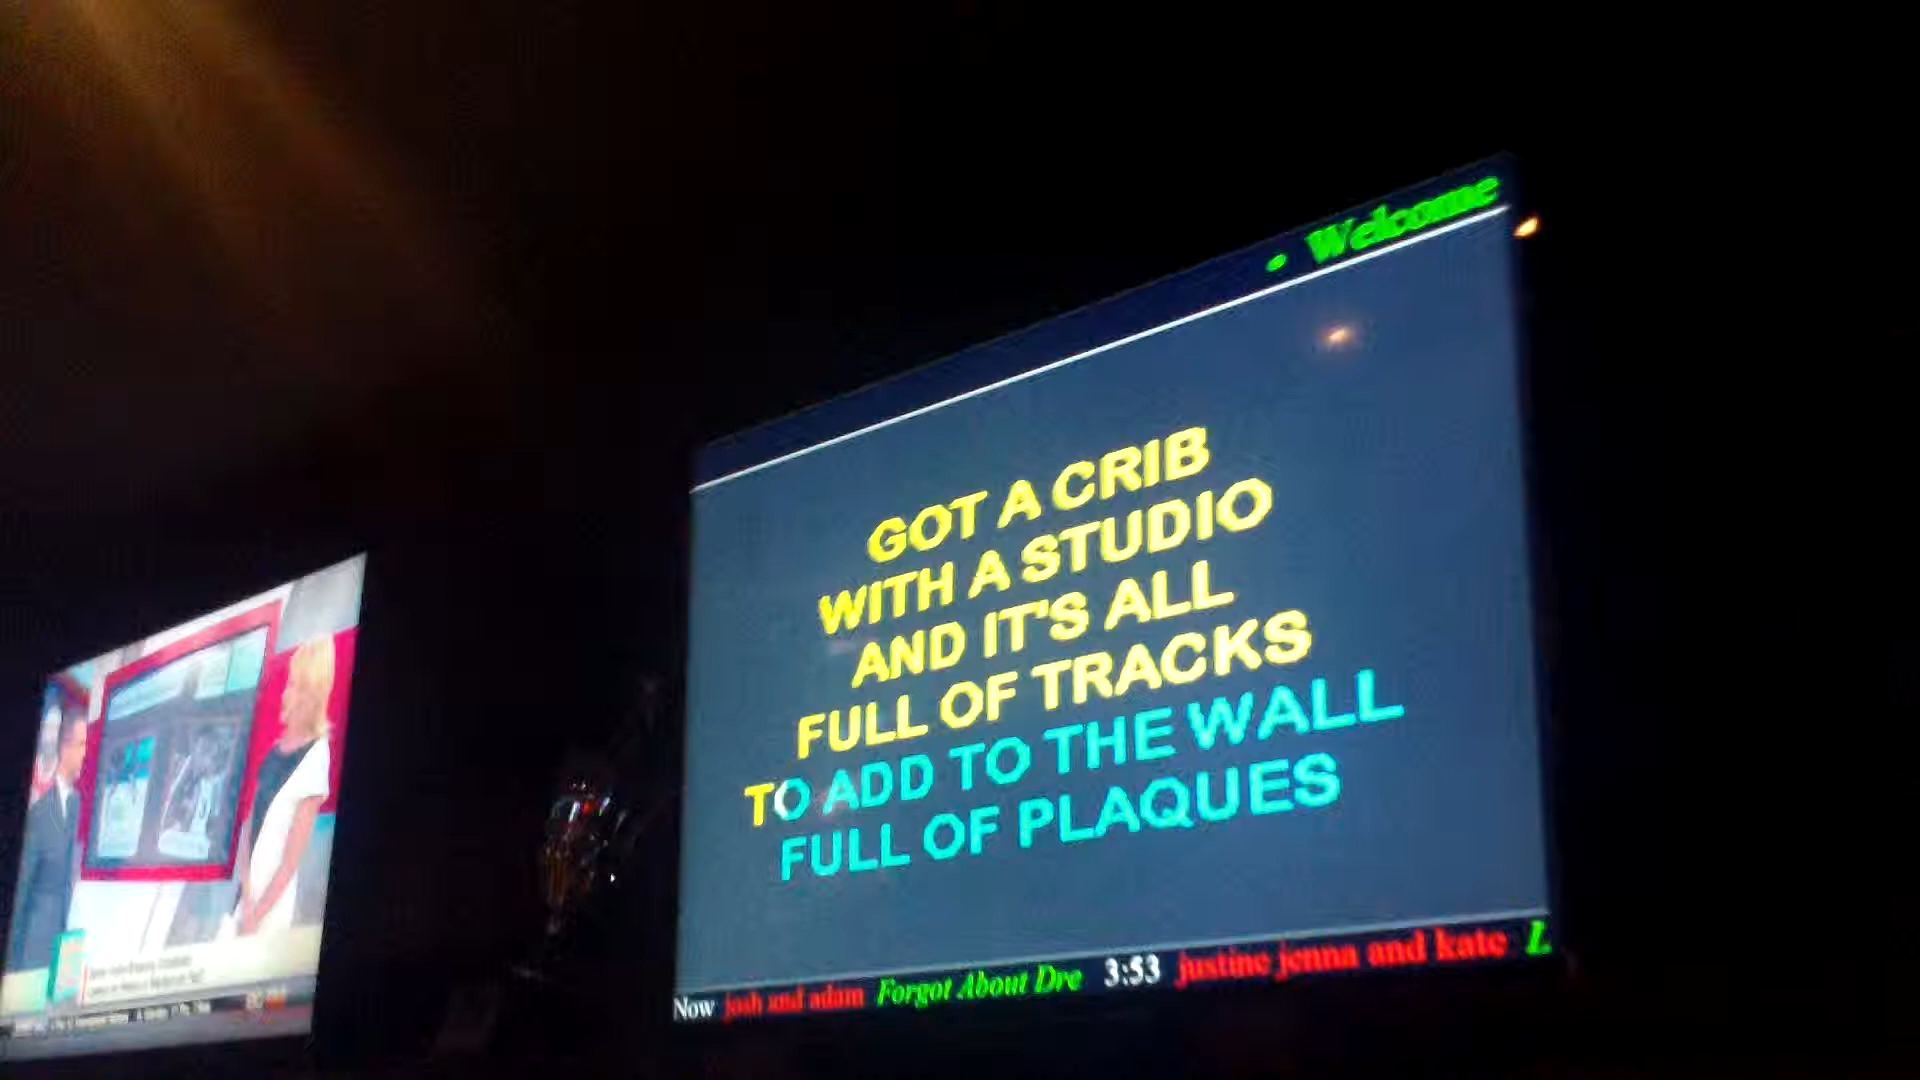 • Welcome
GOT A CRIB
WITH A STUDIO
AND IT'S ALL
FULL OF TRACKS
TO ADD TO THE WALL
FULL OF PLAQUES
Now josh and adam Forgot About Dre 3:53 justine jenna and kate L